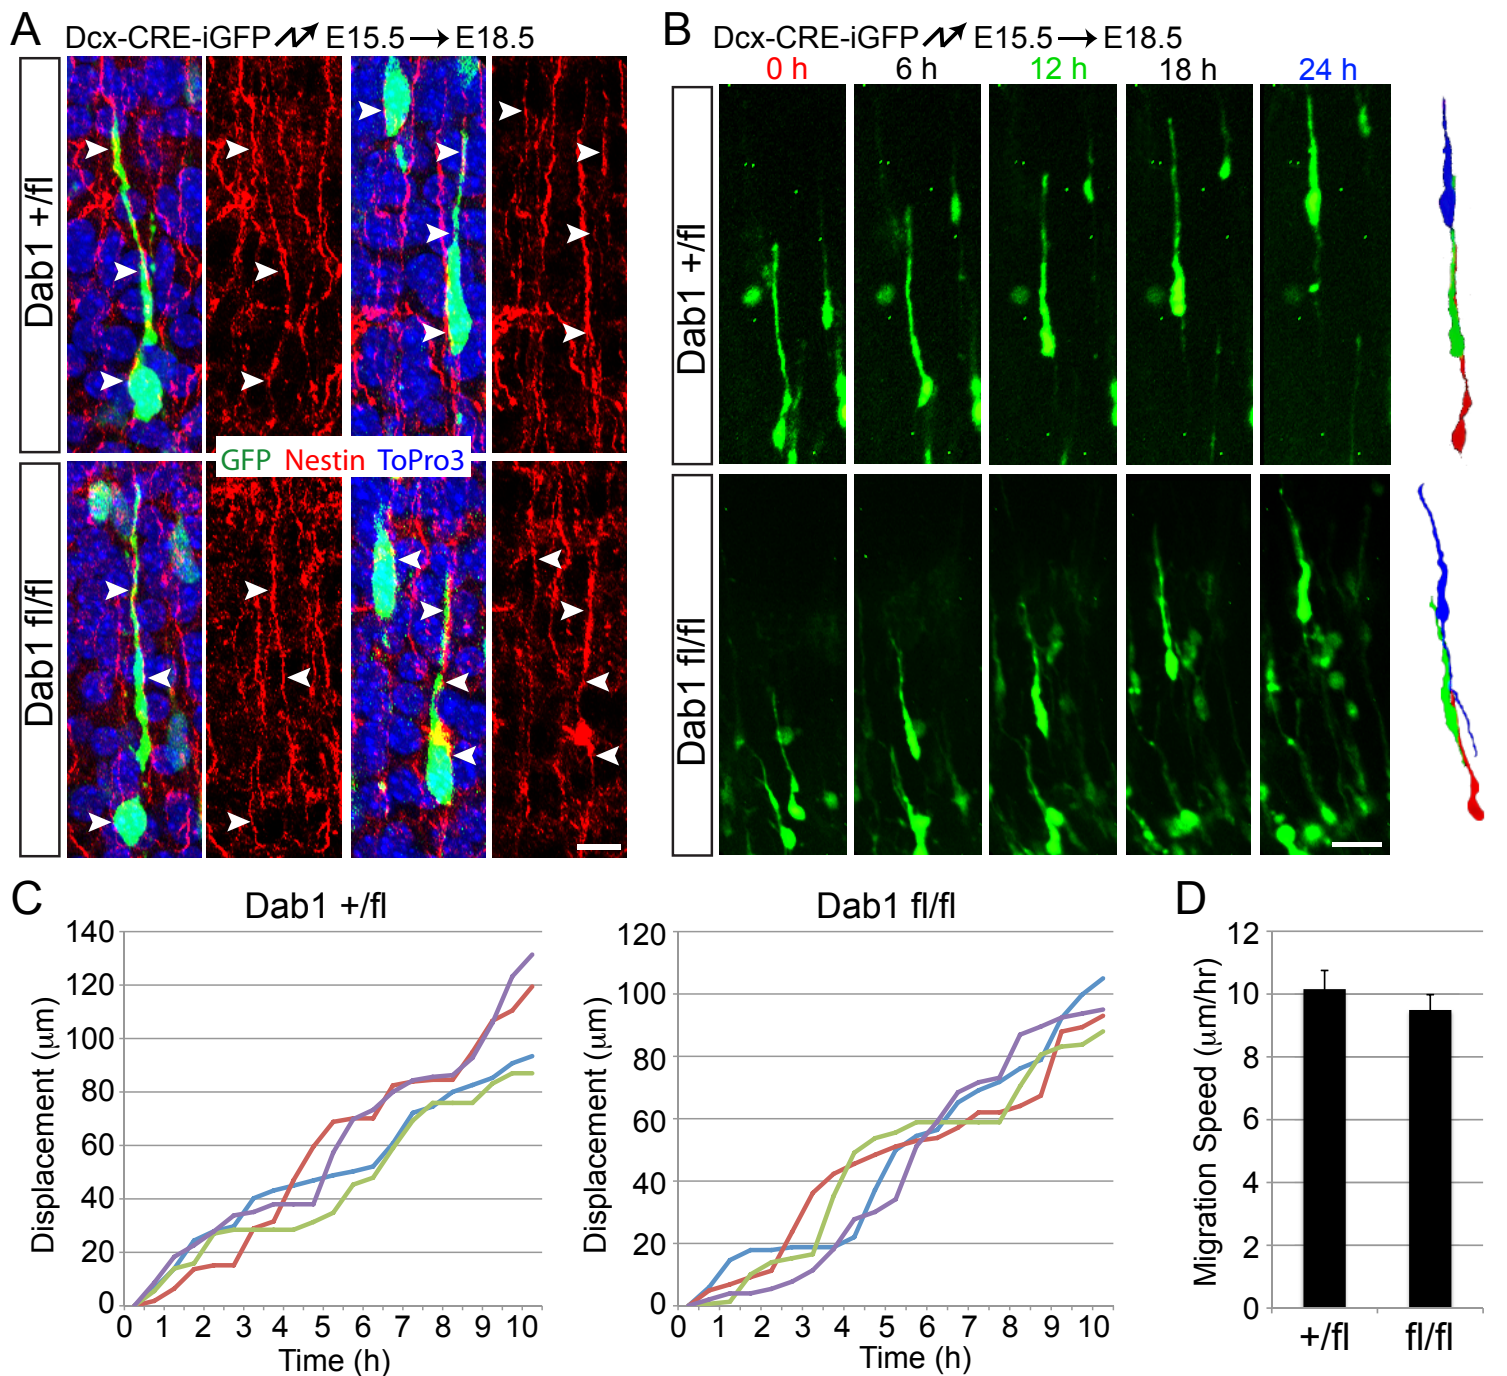 A
Dcx-CRE-iGFP E15.5 → E18.5
Dab1 +/fl
GFP Nestin ToPro3
Dab1 fl/fl
B
Dcx-CRE-iGFP E15.5 → E18.5
0 h 6 h 12 h 18 h 24 h
Dab1 +/fl
Dab1 fl/fl
C
Dab1 +/fl
Displacement (μm)
140
120
100
80
60
40
20
0
0 1 2 3 4 5 6 7 8 9 10
Time (h)
Dab1 fl/fl
Displacement (μm)
120
100
80
60
40
20
0
0 1 2 3 4 5 6 7 8 9 10
Time (h)
D
Migration Speed (μm/hr)
12
10
8
6
4
2
0
+/fl fl/fl